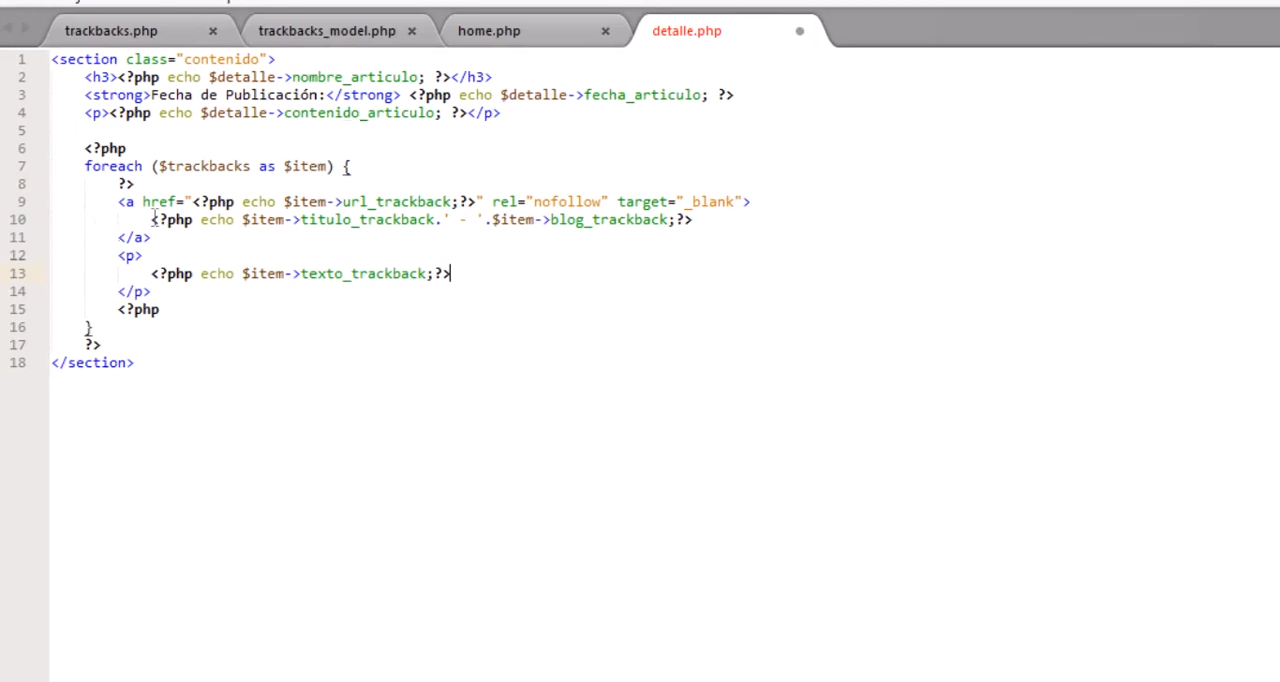 trackbacks.php × trackbacks_model.php × home.php × detalle.php
1 <section class="contenido">
2 <h3><?php echo $detalle->nombre_articulo; ?></h3>
3 <strong>Fecha de Publicación:</strong> <?php echo $detalle->fecha_articulo; ?>
4 <p><?php echo $detalle->contenido_articulo; ?></p>
5
6 <?php
7 foreach ($trackbacks as $item) {
8 ?>
9 <a href="<?php echo $item->url_trackback;?>" rel="nofollow" target="_blank">
10 <?php echo $item->titulo_trackback.' - '.$item->blog_trackback;?>
11 </a>
12 <p>
13 <?php echo $item->texto_trackback;?>
14 </p>
15 <?php
16 }
17 ?>
18 </section>